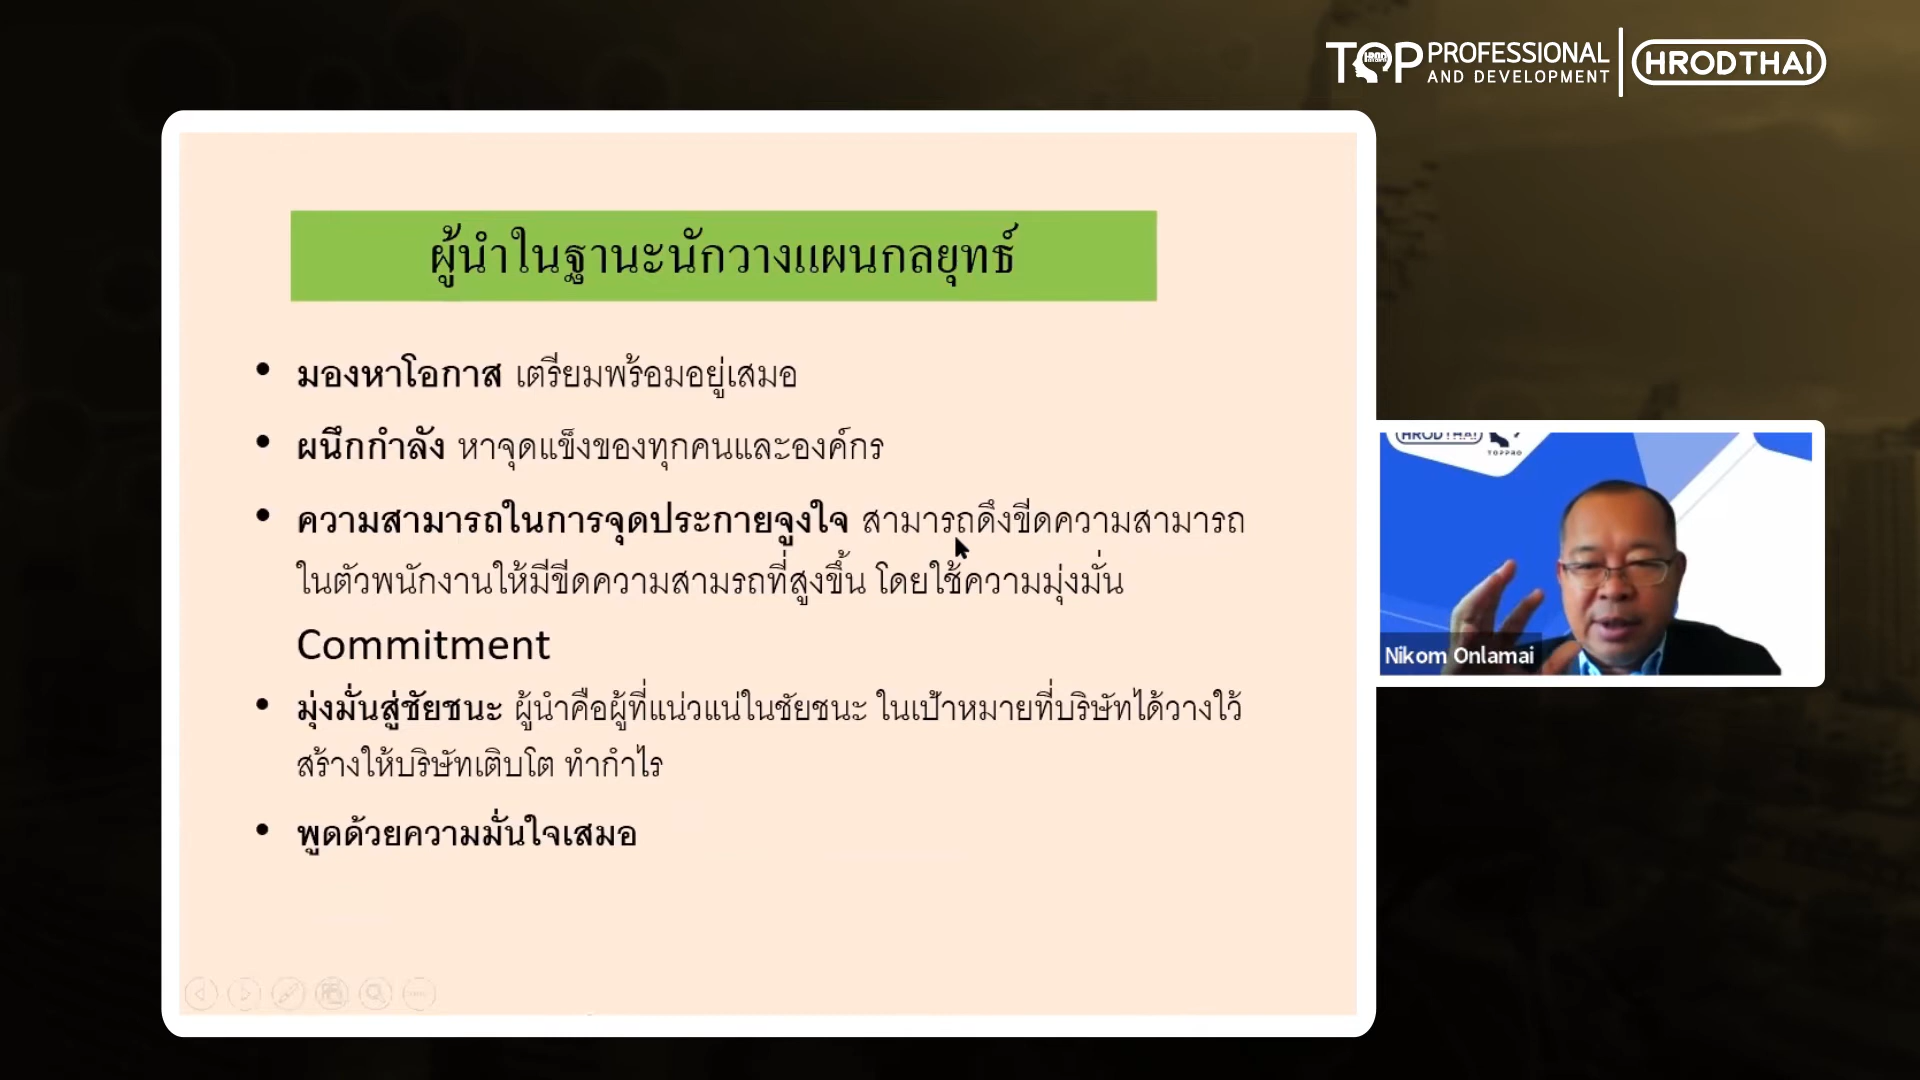 TOP PROFESSIONAL
AND DEVELOPMENT
HRODTHAI
ผู้นำในฐานะนักวางแผนกลยุทธ์
• มองหาโอกาส เตรียมพร้อมอยู่เสมอ
• ผนึกกำลัง หาจุดแข็งของทุกคนและองค์กร
• ความสามารถในการจุดประกายจูงใจ สามารถดึงขีดความสามารถ
ในตัวพนักงานให้มีขีดความสามรถที่สูงขึ้น โดยใช้ความมุ่งมั่น
Commitment
• มุ่งมั่นสู่ชัยชนะ ผู้นำคือผู้ที่แน่วแน่ในชัยชนะ ในเป้าหมายที่บริษัทได้วางใว้
สร้างให้บริษัทเติบโต ทำกำไร
• พูดด้วยความมั่นใจเสมอ
HRODTHAI
TOPPRO
Nikom Onlamai